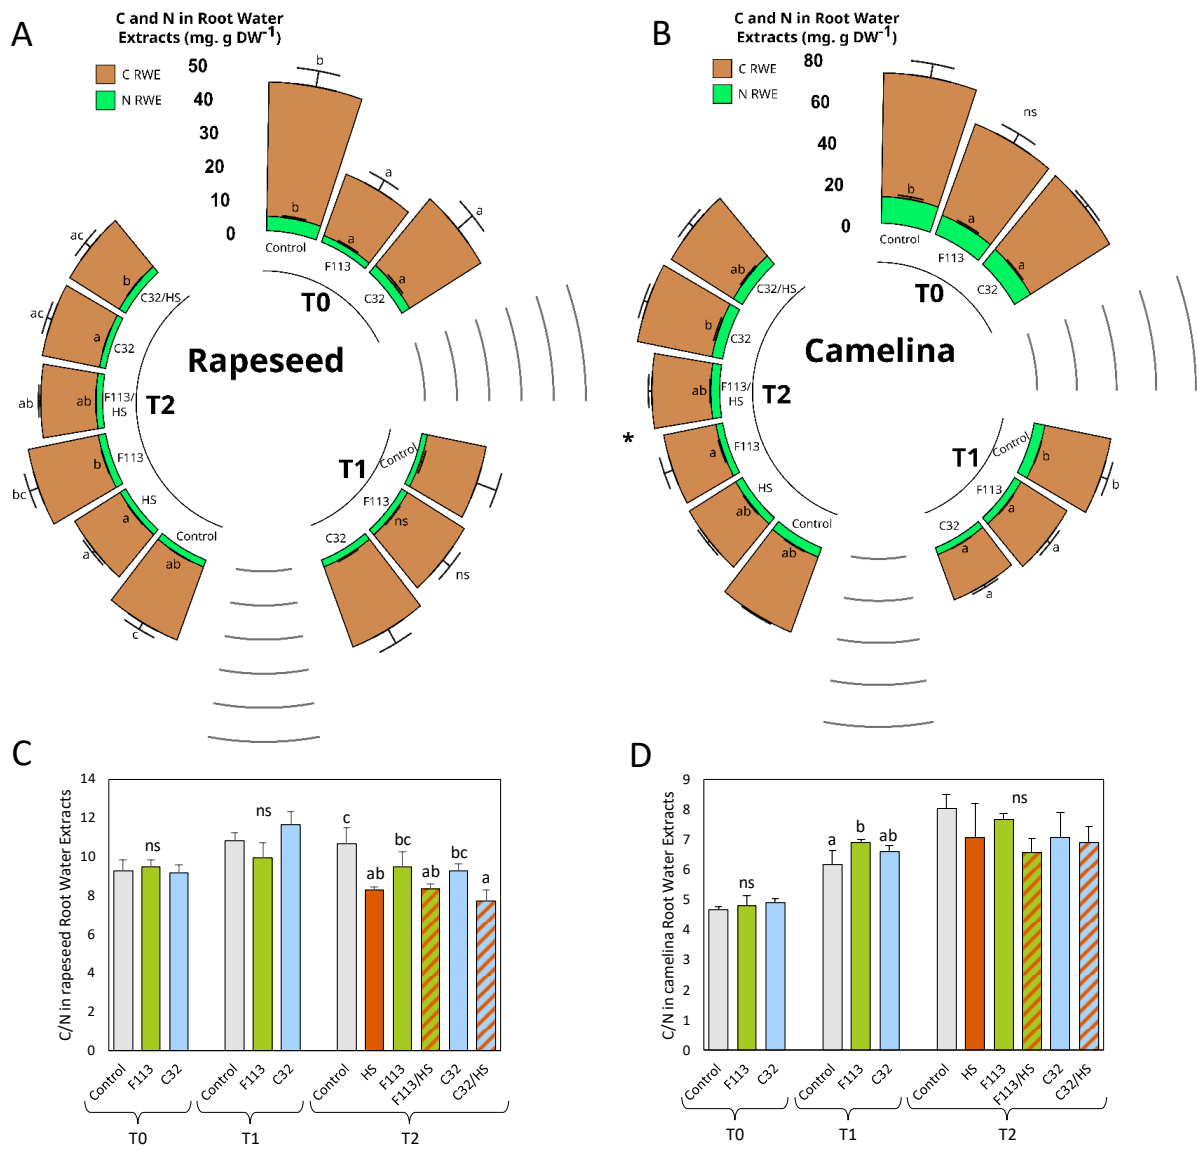 A
C and N in Root Water
Extracts (mg. g DW-1)
C RWE
N RWE
50
40
30
20
10
0
b
b
Control
a
a
F113
a
a
C32
T0
Rapeseed
ac
b
C32/HS
ac
a
C32
ab
ab
F113/
HS
T2
bc
b
F113
a
a
HS
c
ab
Control
T1
Control
F113
ns
ns
C32
B
C and N in Root Water
Extracts (mg. g DW-1)
C RWE
N RWE
80
60
40
20
0
b
Control
ns
a
F113
a
C32
T0
Camelina
ab
C32/HS
b
C32
ab
F113/
HS
T2
*
a
F113
ab
HS
ab
Control
T1
Control
b
b
F113
a
a
C32
a
a
C
C/N in rapeseed Root Water Extracts
14
12
10
8
6
4
2
0
ns
ns
c
ab
bc
ab
bc
a
Control
F113
C32
Control
F113
C32
Control
HS
F113
F113/HS
C32
C32/HS
T0
T1
T2
D
C/N in camelina Root Water Extracts
9
8
7
6
5
4
3
2
1
0
ns
a
b
ab
ns
Control
F113
C32
Control
F113
C32
Control
HS
F113
F113/HS
C32
C32/HS
T0
T1
T2